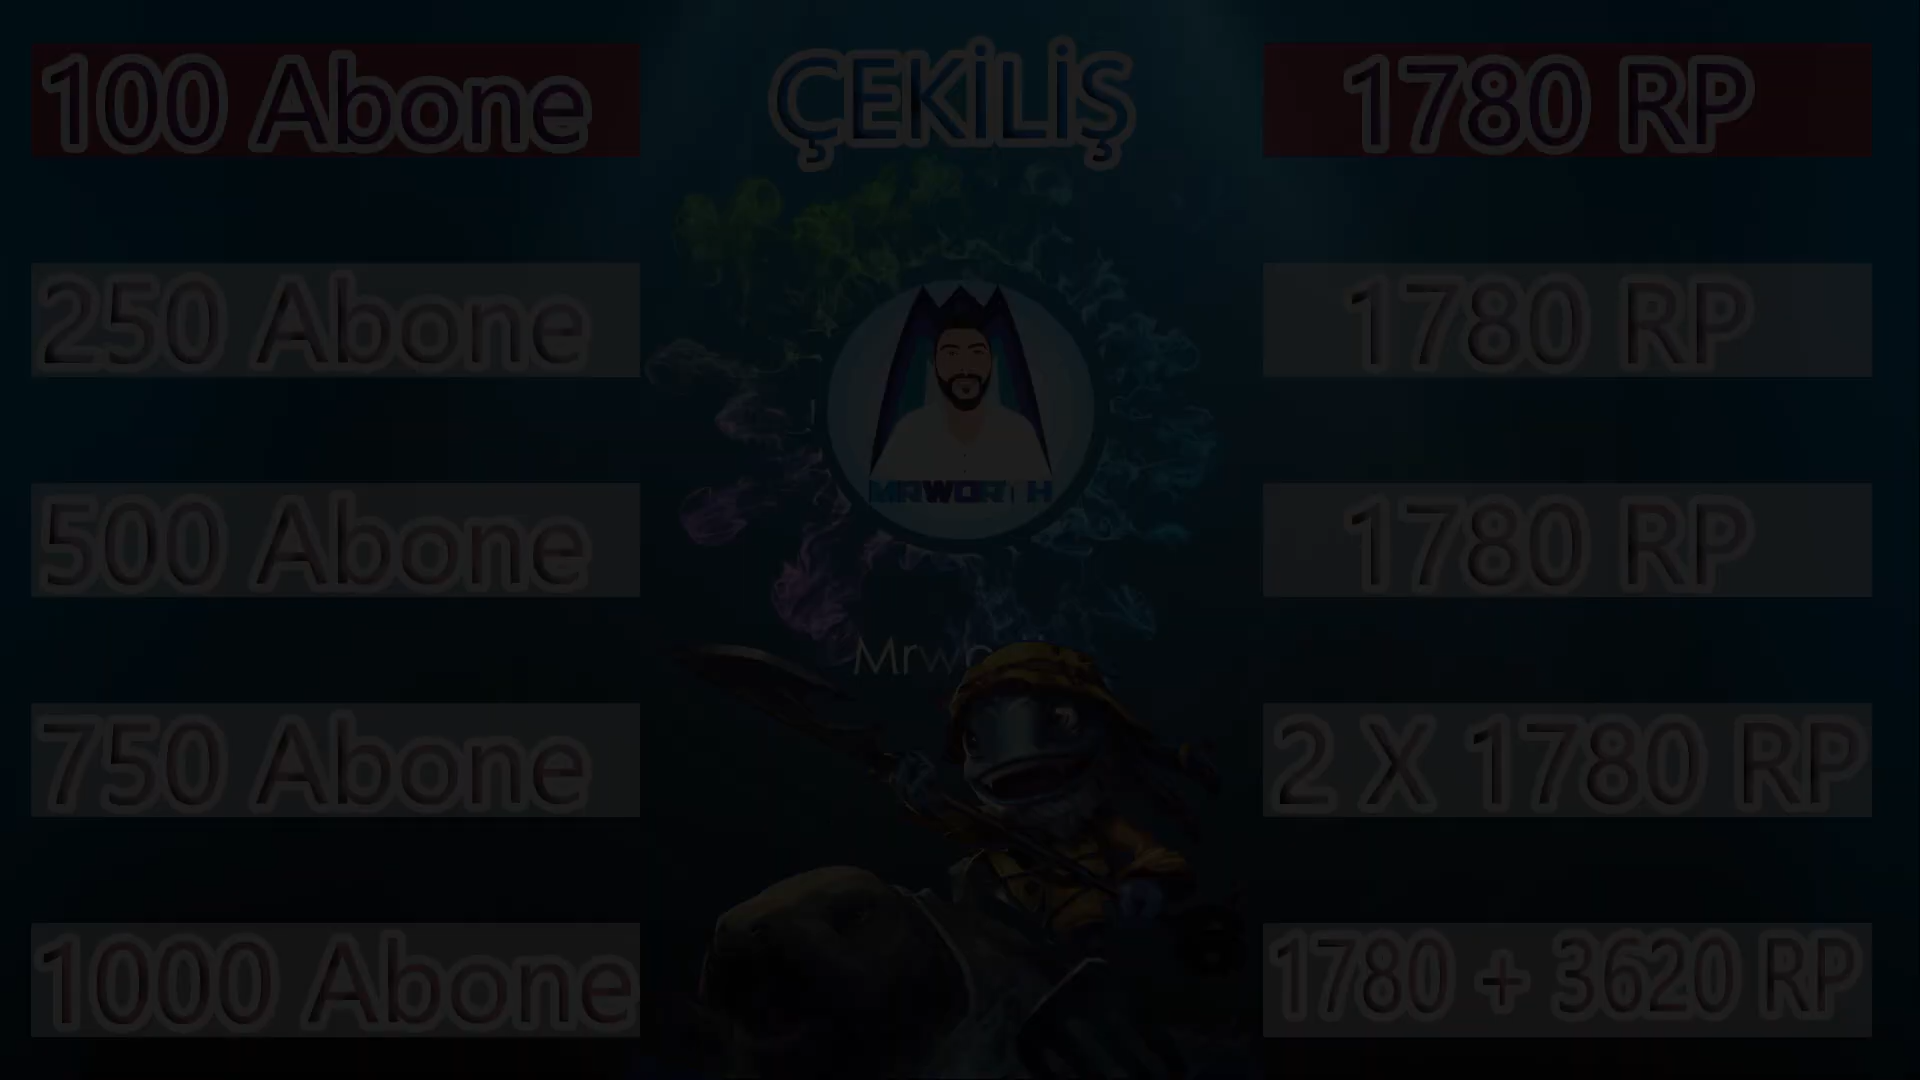 100 Abone
ÇEKİLİŞ
1780 RP
250 Abone
1780 RP
MRWORTH
500 Abone
1780 RP
750 Abone
2 X 1780 RP
1000 Abone
1780 + 3620 RP